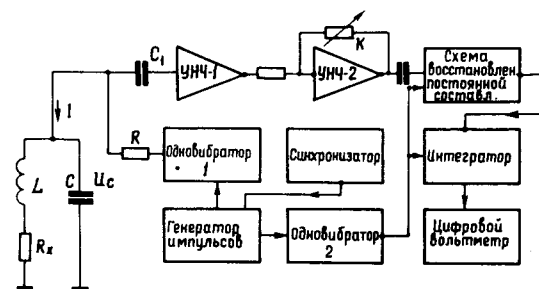 C₁
УНЧ-1
K
УНЧ-2
Схема
восстановлен.
постоянной
составл.
I
R
Одновибратор
1
Синхронизатор
Интегратор
L
C
Uc
Rx
Генератор
импульсов
Одновибратор
2
Цифровой
вольтметр